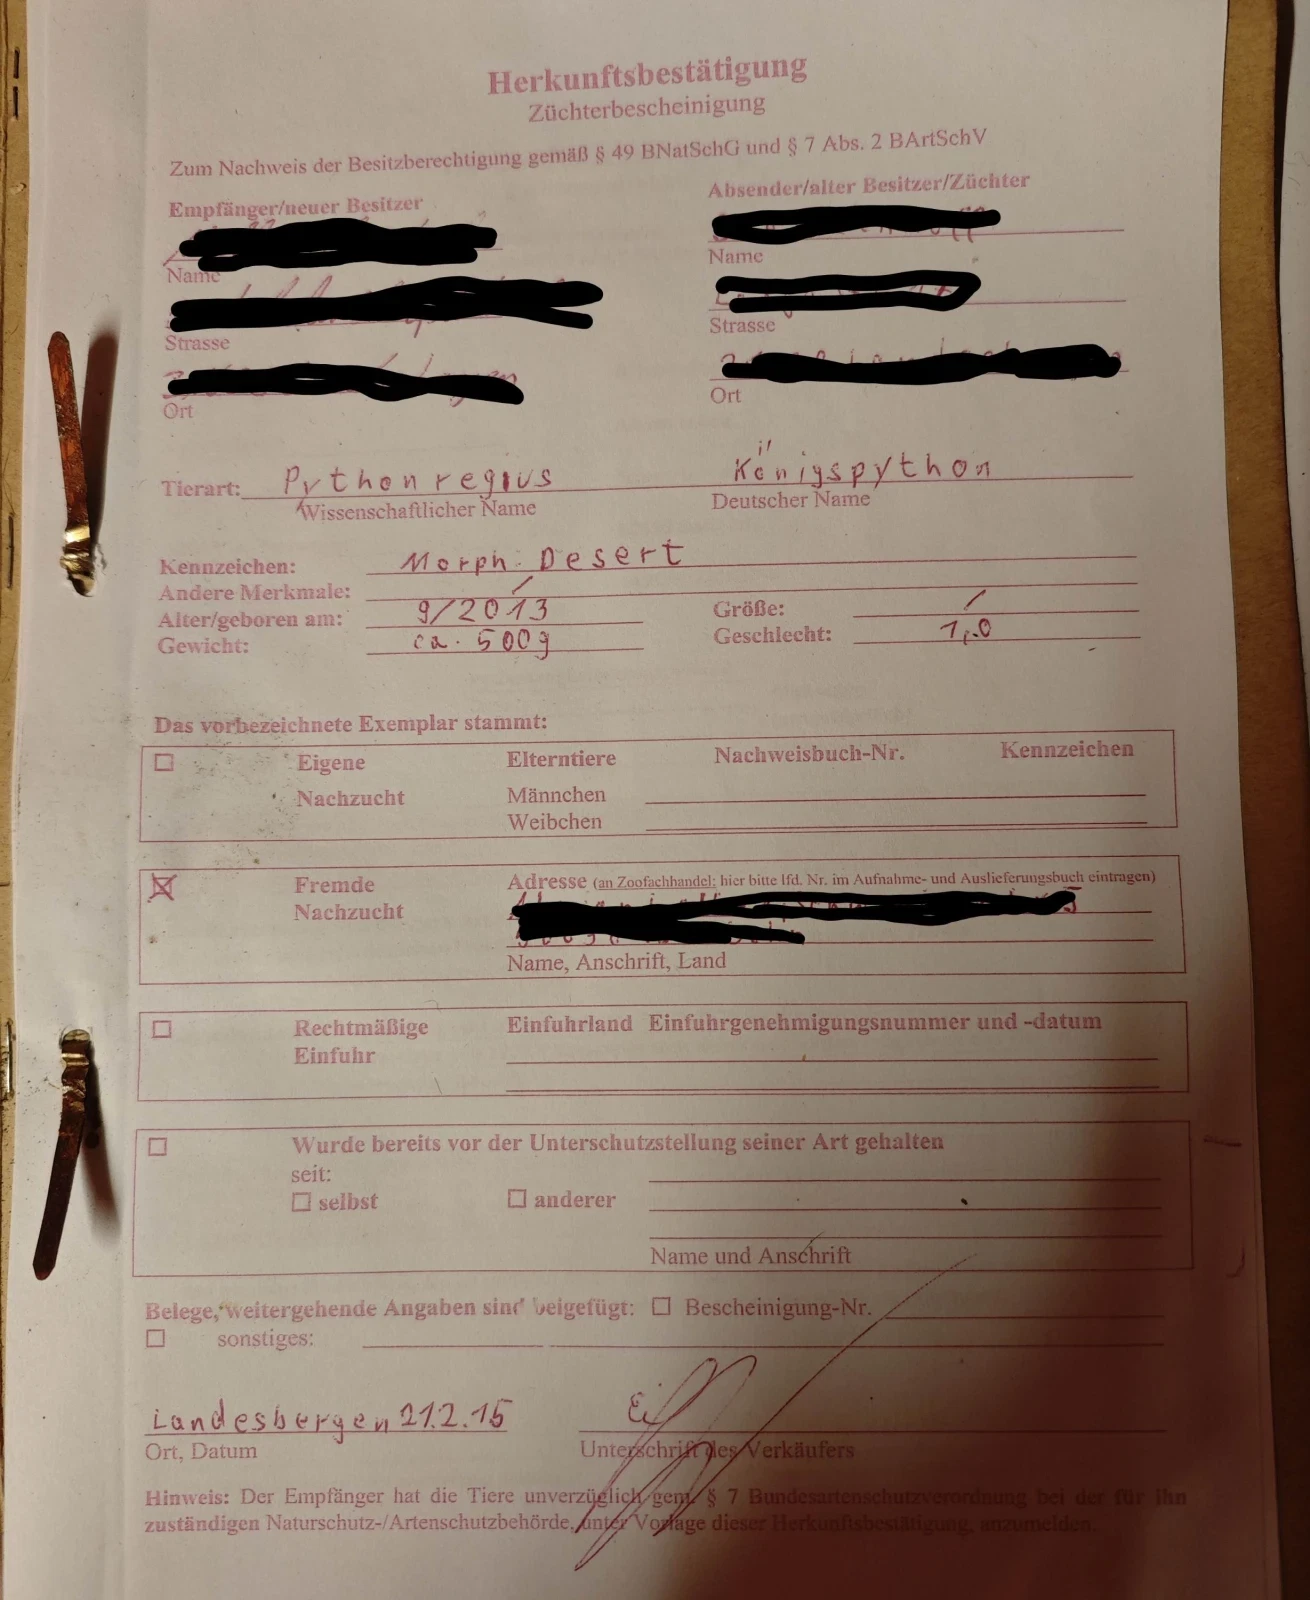 Herkunftsbestätigung
Züchterbescheinigung
Zum Nachweis der Besitzberechtigung gemäß § 49 BNatSchG und § 7 Abs. 2 BArtSchV
Empfänger/neuer Besitzer
Absender/alter Besitzer/Züchter
Name
Name
Strasse
Strasse
Ort
Ort
Tierart: Python regius Königspython
Wissenschaftlicher Name Deutscher Name
Kennzeichen: Morph: Desert
Andere Merkmale: /
Alter/geboren am: 9/2013 Größe: /
Gewicht: ca. 500g Geschlecht: 1,0
Das vorbezeichnete Exemplar stammt:
Eigene Elterntiere Nachweisbuch-Nr. Kennzeichen
Nachzucht Männchen
Weibchen
Fremde Adresse (an Zoofachhandel: hier bitte lfd. Nr. im Aufnahme- und Auslieferungsbuch eintragen)
Nachzucht
Name, Anschrift, Land
Rechtmäßige Einfuhrland Einfuhrgenehmigungsnummer und -datum
Einfuhr
Wurde bereits vor der Unterschutzstellung seiner Art gehalten
seit:
selbst anderer
Name und Anschrift
Belege, weitergehende Angaben sind beigefügt: Bescheinigung-Nr.
sonstiges:
Landesbergen 21.2.15
Ort, Datum Unterschrift des Verkäufers
Hinweis: Der Empfänger hat die Tiere unverzüglich gem. § 7 Bundesartenschutzverordnung bei der für ihn
zuständigen Naturschutz-/Artenschutzbehörde, unter Vorlage dieser Herkunftsbestätigung, anzumelden.